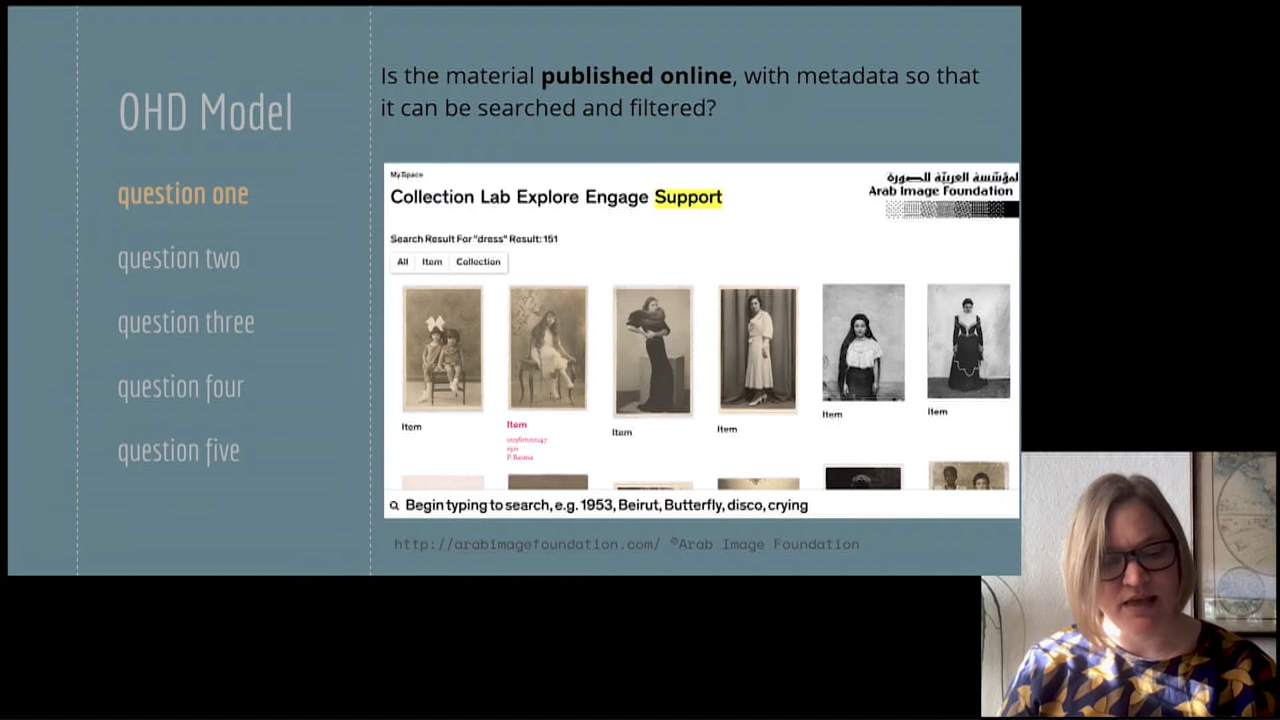 OHD Model
question one
question two
question three
question four
question five
Is the material published online, with metadata so that
it can be searched and filtered?
MySpace
Collection Lab Explore Engage Support
المؤسسة العربية للصورة
Arab Image Foundation
Search Result For "dress" Result: 151
All Item Collection
Item
Item
P. Bauma
Item
Item
Item
Item
Begin typing to search, e.g. 1953, Beirut, Butterfly, disco, crying
http://arabimagefoundation.com/ ©Arab Image Foundation